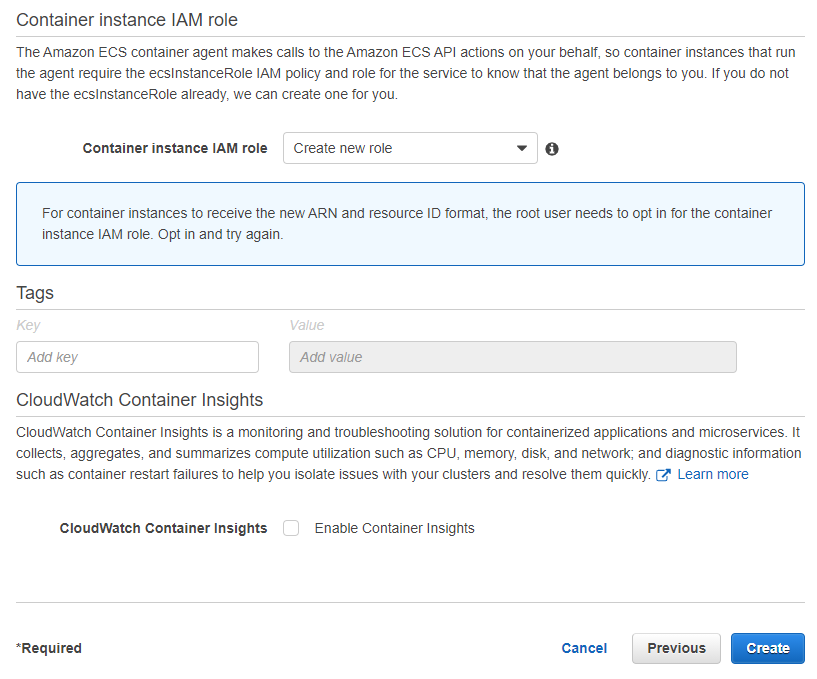 Container instance IAM role
The Amazon ECS container agent makes calls to the Amazon ECS API actions on your behalf, so container instances that run
the agent require the ecsInstanceRole IAM policy and role for the service to know that the agent belongs to you. If you do not
have the ecsInstanceRole already, we can create one for you.
Container instance IAM role Create new role
For container instances to receive the new ARN and resource ID format, the root user needs to opt in for the container
instance IAM role. Opt in and try again.
Tags
Key Value
Add key Add value
CloudWatch Container Insights
CloudWatch Container Insights is a monitoring and troubleshooting solution for containerized applications and microservices. It
collects, aggregates, and summarizes compute utilization such as CPU, memory, disk, and network; and diagnostic information
such as container restart failures to help you isolate issues with your clusters and resolve them quickly. Learn more
CloudWatch Container Insights Enable Container Insights
*Required Cancel Previous Create